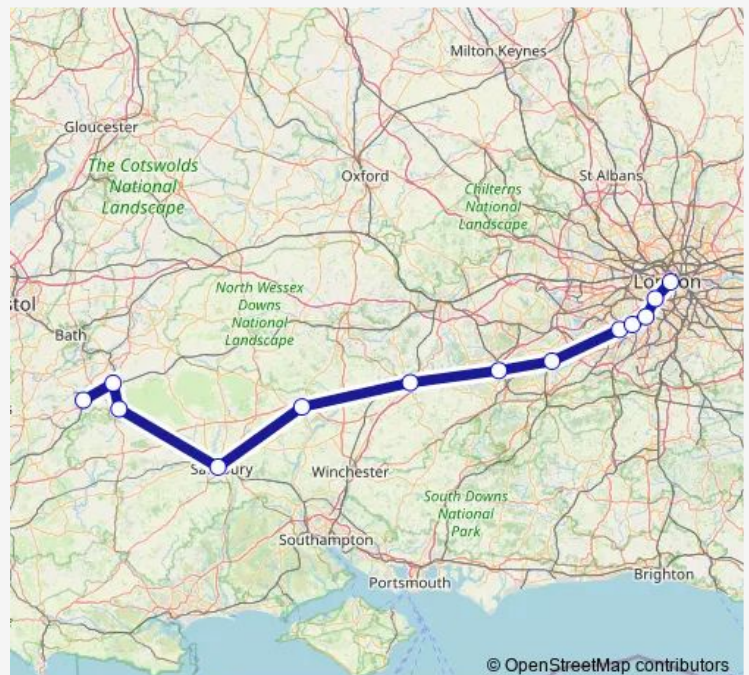 Milton Keynes
Gloucester
The Cotswolds
National
Landscape
Oxford
St Albans
Chilterns
National
Landscape
London
stol
North Wessex
Downs
National
Landscape
Bath
Winchester
South Downs
National
Park
Southampton
Portsmouth
Brighton
© OpenStreetMap contributors